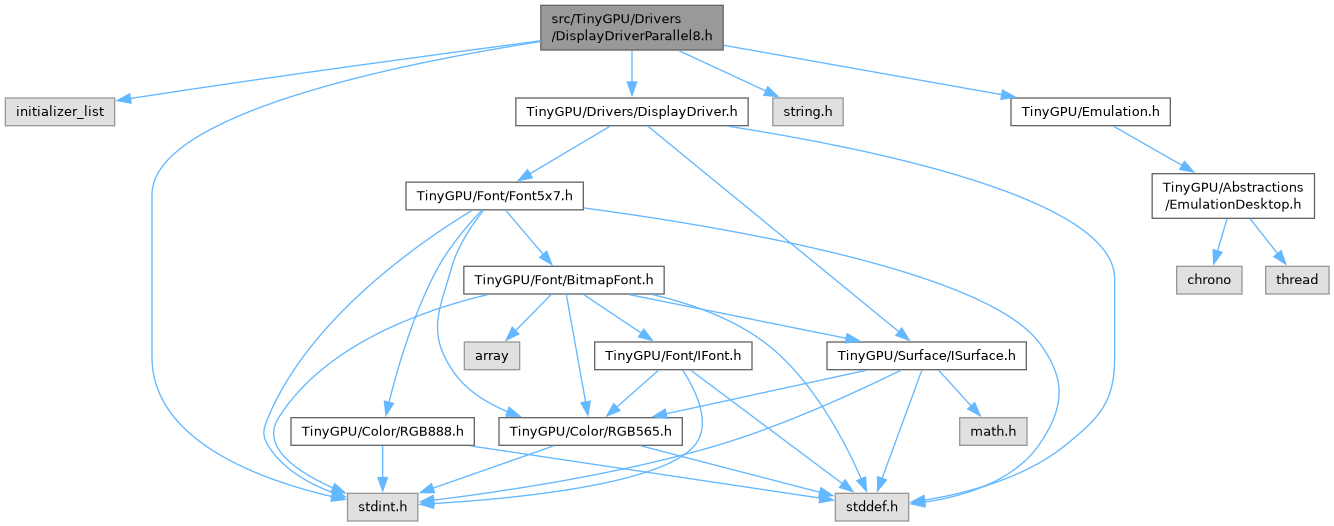 src/TinyGPU/Drivers
/DisplayDriverParallel8.h
initializer_list
TinyGPU/Drivers/DisplayDriver.h
string.h
TinyGPU/Emulation.h
TinyGPU/Font/Font5x7.h
TinyGPU/Abstractions
/EmulationDesktop.h
TinyGPU/Font/BitmapFont.h
chrono
thread
array
TinyGPU/Font/IFont.h
TinyGPU/Surface/ISurface.h
TinyGPU/Color/RGB888.h
TinyGPU/Color/RGB565.h
math.h
stdint.h
stddef.h